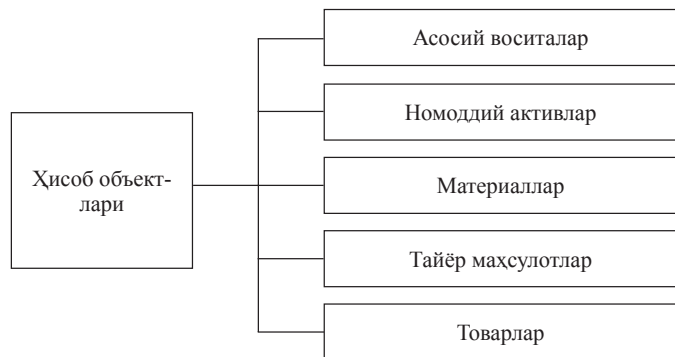 Асосий воситалар
Номоддий активлар
Ҳисоб объект-
лари
Материаллар
Тайёр маҳсулотлар
Товарлар